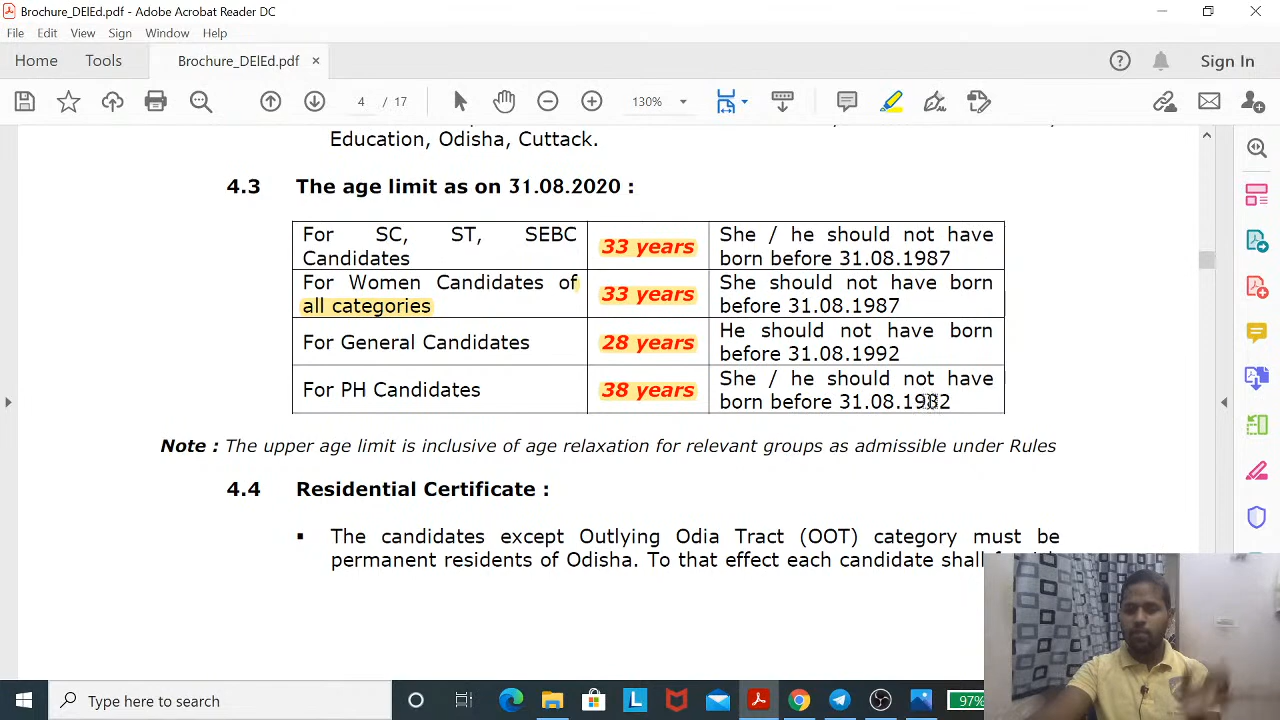 Brochure_DElEd.pdf - Adobe Acrobat Reader DC
File Edit View Sign Window Help
Home Tools Brochure_DElEd.pdf × Sign In
4 / 17 130%
Education, Odisha, Cuttack.
4.3 The age limit as on 31.08.2020 :
For SC, ST, SEBC
Candidates
33 years
She / he should not have
born before 31.08.1987
For Women Candidates of
all categories
33 years
She should not have born
before 31.08.1987
For General Candidates
28 years
He should not have born
before 31.08.1992
For PH Candidates
38 years
She / he should not have
born before 31.08.1982
Note : The upper age limit is inclusive of age relaxation for relevant groups as admissible under Rules
4.4 Residential Certificate :
▪ The candidates except Outlying Odia Tract (OOT) category must be
permanent residents of Odisha. To that effect each candidate shall
Type here to search
97%